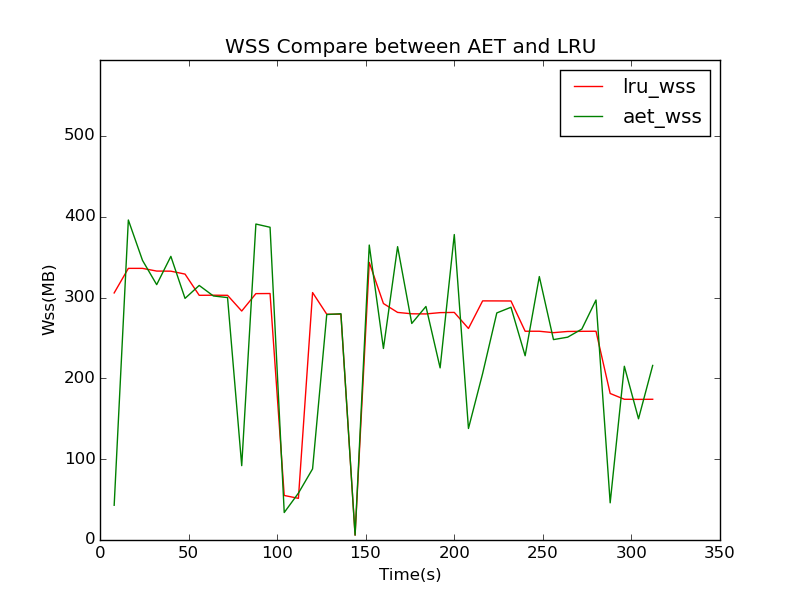 WSS Compare between AET and LRU
lru_wss
aet_wss
500
400
300
200
100
0
Wss(MB)
0 50 100 150 200 250 300 350
Time(s)